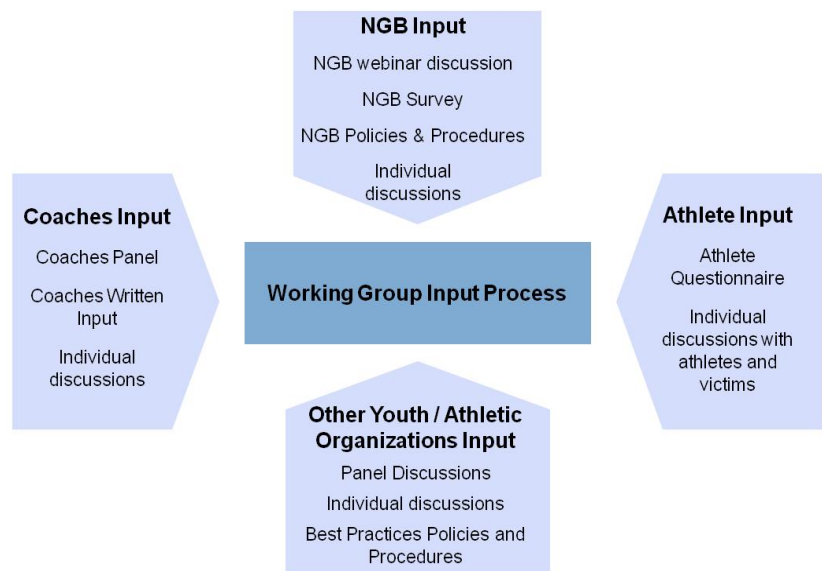 NGB Input
NGB webinar discussion
NGB Survey
NGB Policies & Procedures
Individual
discussions
Coaches Input
Coaches Panel
Coaches Written
Input
Individual
discussions
Working Group Input Process
Athlete Input
Athlete
Questionnaire
Individual
discussions with
athletes and
victims
Other Youth / Athletic
Organizations Input
Panel Discussions
Individual discussions
Best Practices Policies and
Procedures